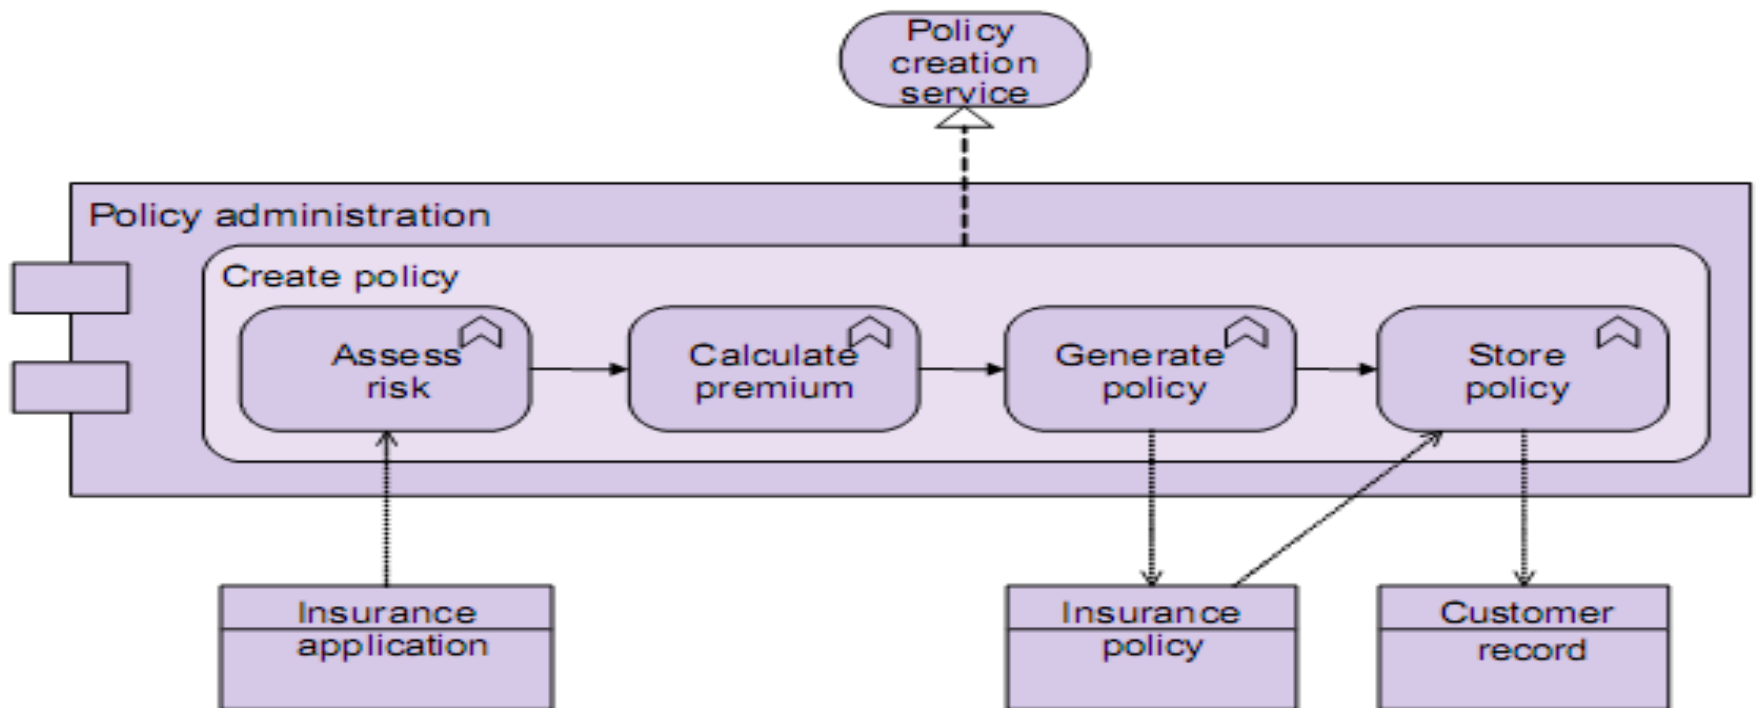 Policy
creation
service
Policy administration
Create policy
Assess
risk
Calculate
premium
Generate
policy
Store
policy
Insurance
application
Insurance
policy
Customer
record